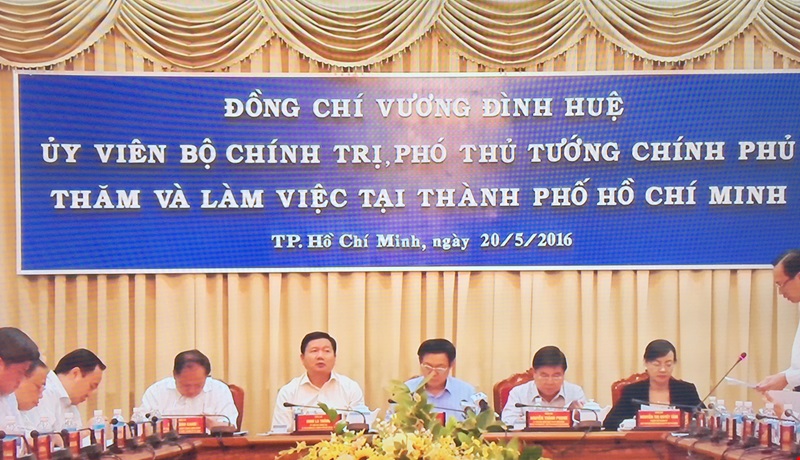 ĐỒNG CHÍ VƯƠNG ĐÌNH HUỆ
ỦY VIÊN BỘ CHÍNH TRỊ, PHÓ THỦ TƯỚNG CHÍNH PHỦ
THĂM VÀ LÀM VIỆC TẠI THÀNH PHỐ HỒ CHÍ MINH
TP. Hồ Chí Minh, ngày 20/5/2016